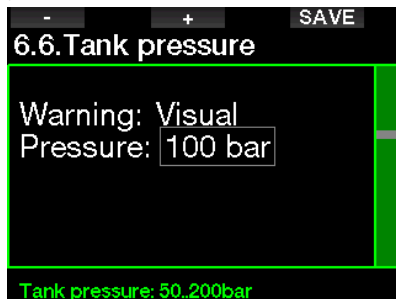 - + SAVE
6.6.Tank pressure
Warning: Visual
Pressure: 100 bar
Tank pressure: 50..200bar